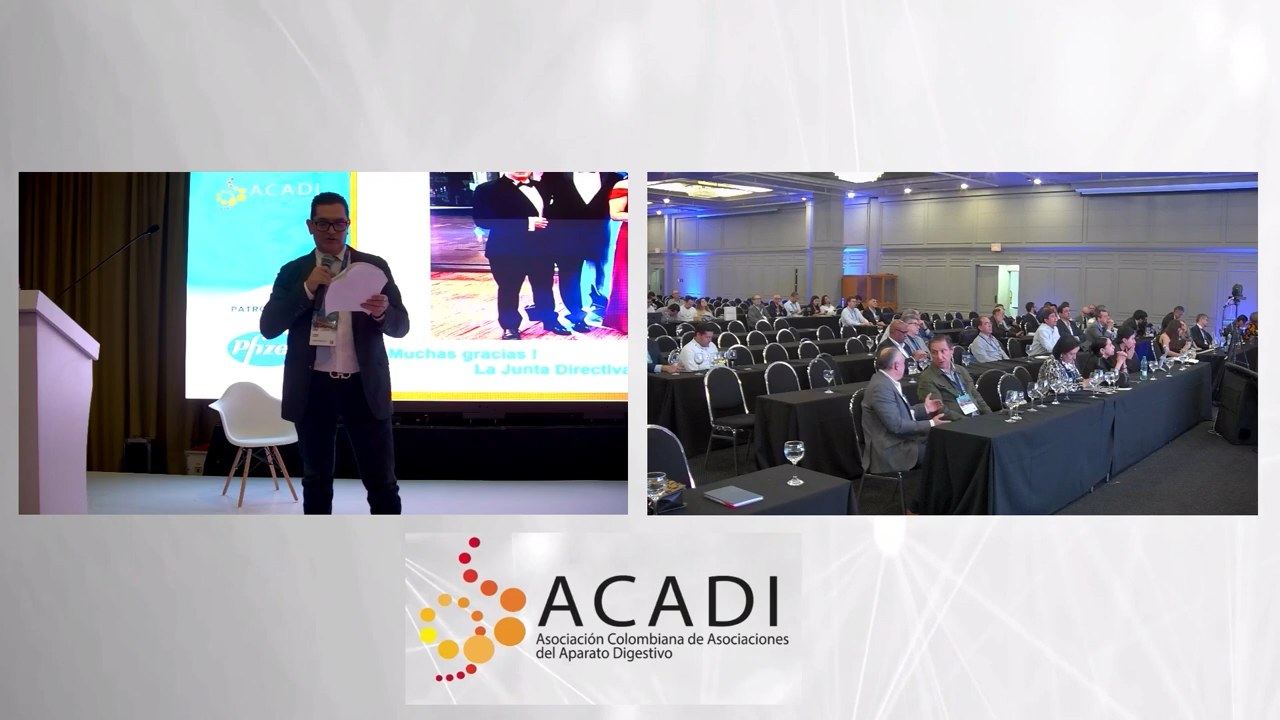 ACADI
PATRO
Pfize
Muchas gracias !
La Junta Directiva
ACADI
Asociación Colombiana de Asociaciones
del Aparato Digestivo